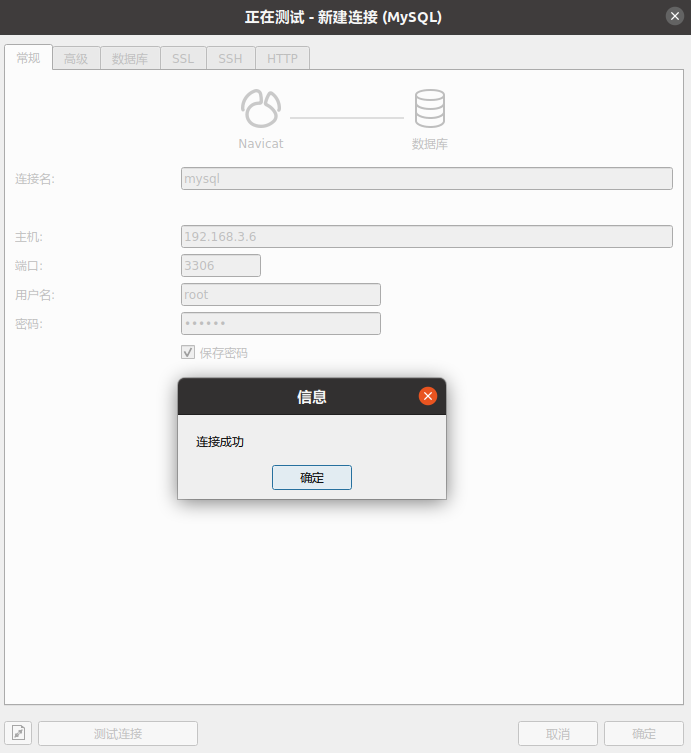 正在测试 - 新建连接 (MySQL)
常规 高级 数据库 SSL SSH HTTP
Navicat 数据库
连接名: mysql
主机: 192.168.3.6
端口: 3306
用户名: root
密码: ••••••
保存密码
信息
连接成功
确定
测试连接 取消 确定